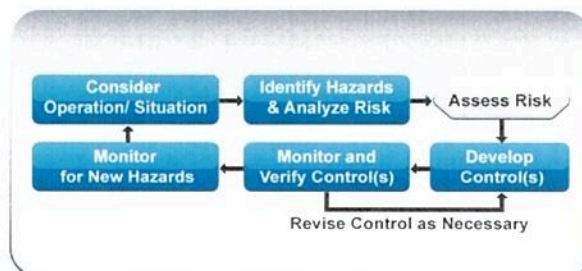 Consider
Operation/ Situation
Identify Hazards
& Analyze Risk
Assess Risk
Develop
Control(s)
Monitor and
Verify Control(s)
Monitor
for New Hazards
Revise Control as Necessary